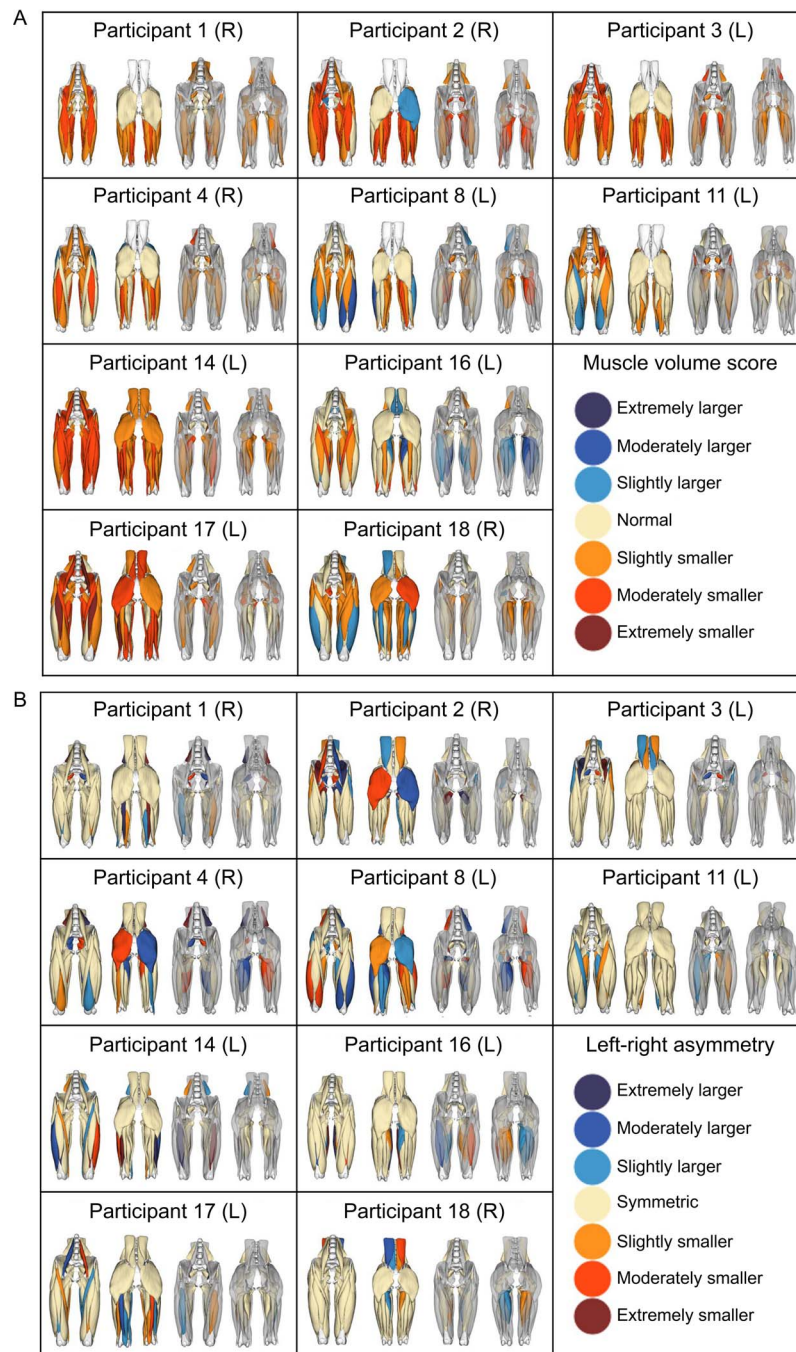 A
Participant 1 (R)
Participant 2 (R)
Participant 3 (L)
Participant 4 (R)
Participant 8 (L)
Participant 11 (L)
Participant 14 (L)
Participant 16 (L)
Muscle volume score
Extremely larger
Moderately larger
Slightly larger
Normal
Slightly smaller
Moderately smaller
Extremely smaller
Participant 17 (L)
Participant 18 (R)
B
Participant 1 (R)
Participant 2 (R)
Participant 3 (L)
Participant 4 (R)
Participant 8 (L)
Participant 11 (L)
Participant 14 (L)
Participant 16 (L)
Left-right asymmetry
Extremely larger
Moderately larger
Slightly larger
Symmetric
Slightly smaller
Moderately smaller
Extremely smaller
Participant 17 (L)
Participant 18 (R)